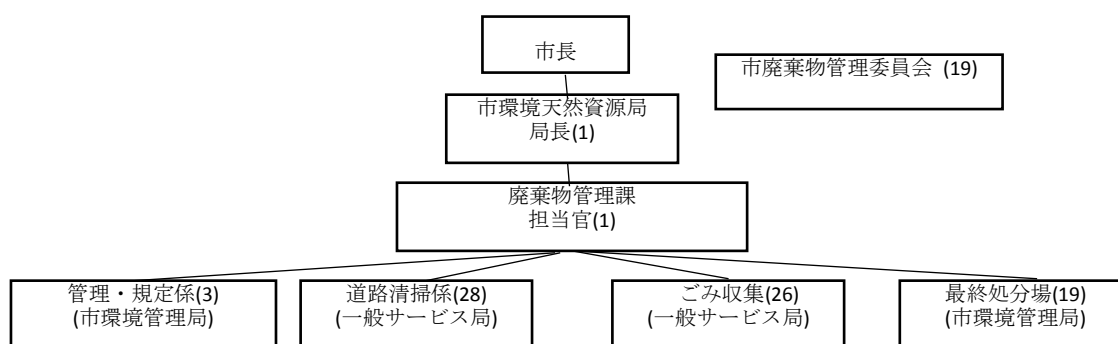 市長
市廃棄物管理委員会 (19)
市環境天然資源局
局長(1)
廃棄物管理課
担当官(1)
管理・規定係(3)
(市環境管理局)
道路清掃係(28)
(一般サービス局)
ごみ収集(26)
(一般サービス局)
最終処分場(19)
(市環境管理局)